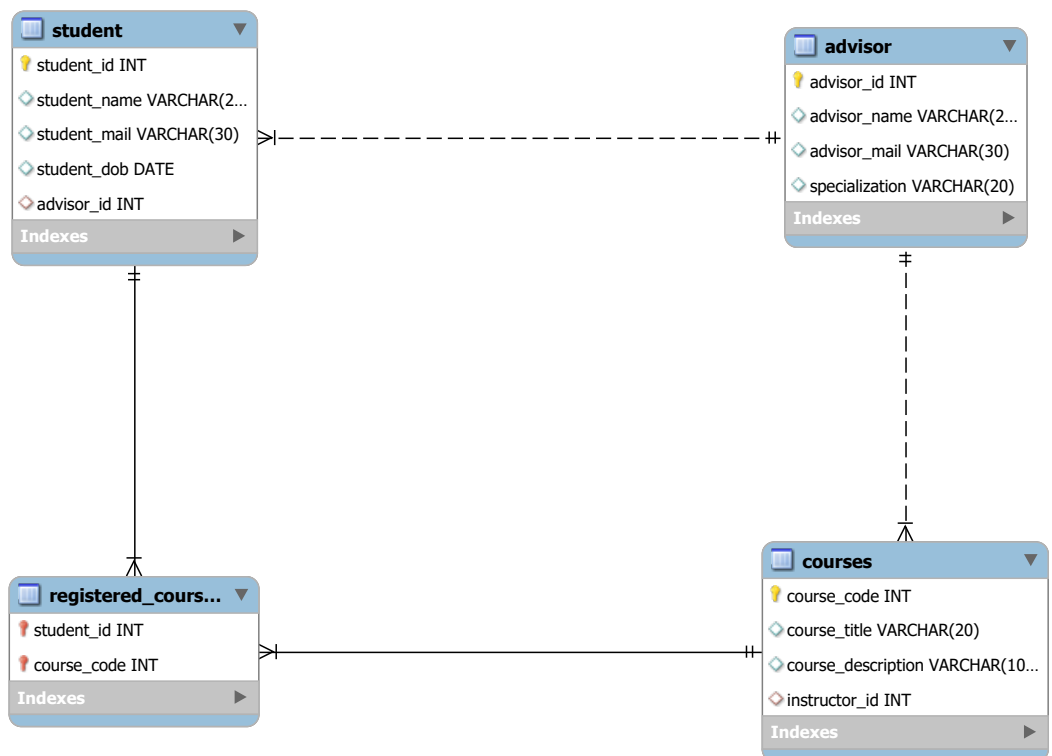 student
student_id INT
student_name VARCHAR(2...
student_mail VARCHAR(30)
student_dob DATE
advisor_id INT
Indexes
advisor
advisor_id INT
advisor_name VARCHAR(2...
advisor_mail VARCHAR(30)
specialization VARCHAR(20)
Indexes
registered_cours...
student_id INT
course_code INT
Indexes
courses
course_code INT
course_title VARCHAR(20)
course_description VARCHAR(10...
instructor_id INT
Indexes